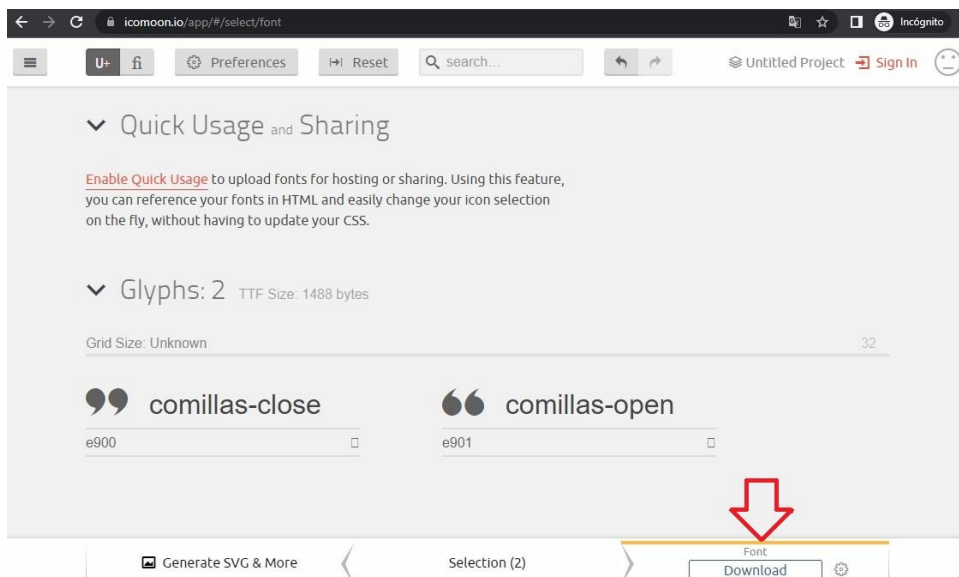 icomoon.io/app/#/select/font
Incógnito
U+ fi Preferences Reset search... Untitled Project Sign In
Quick Usage and Sharing
Enable Quick Usage to upload fonts for hosting or sharing. Using this feature,
you can reference your fonts in HTML and easily change your icon selection
on the fly, without having to update your CSS.
Glyphs: 2 TTF Size: 1488 bytes
Grid Size: Unknown 32
comillas-close comillas-open
e900 e901
Font
Generate SVG & More Selection (2) Download